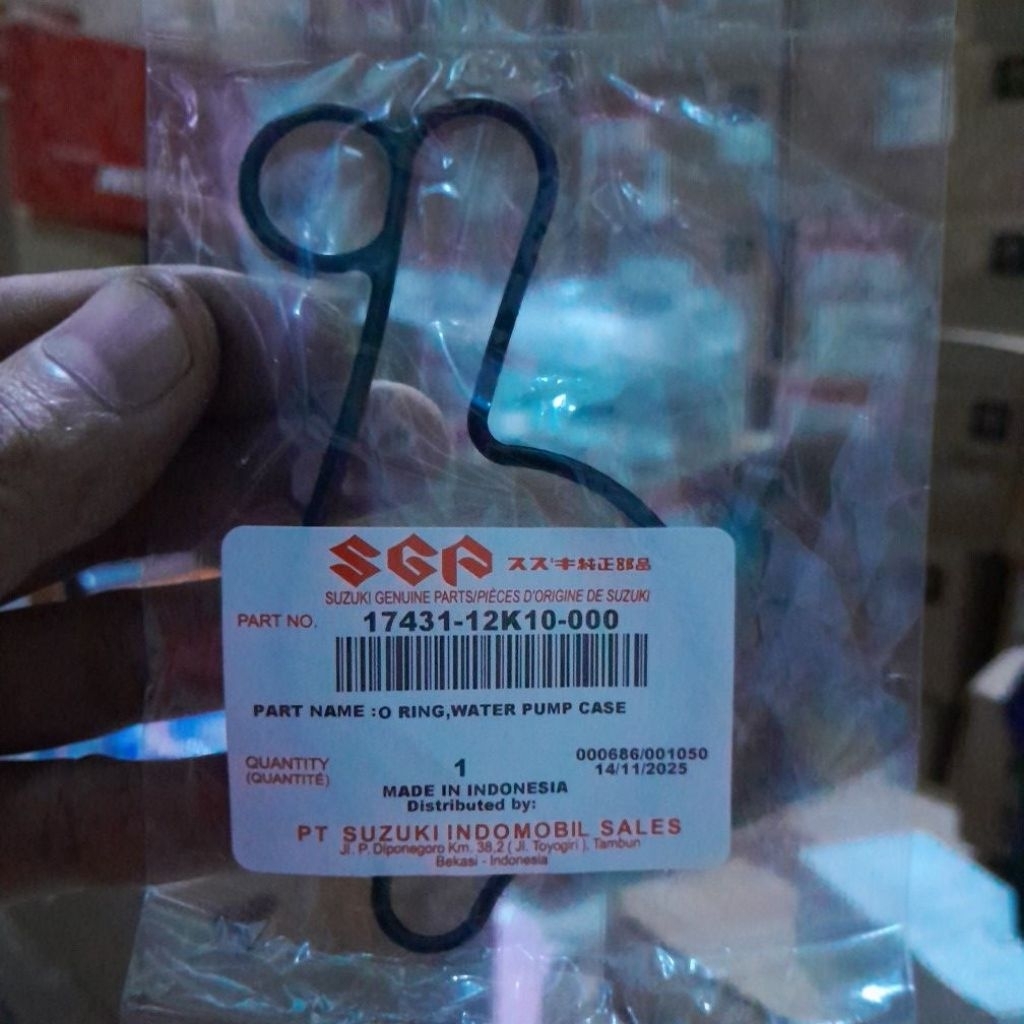 SGP スズキ純正部品
SUZUKI GENUINE PARTS/PIÈCES D'ORIGINE DE SUZUKI
PART NO. 17431-12K10-000
PART NAME :O RING,WATER PUMP CASE
QUANTITY
(QUANTITÉ)
1
000686/001050
14/11/2025
MADE IN INDONESIA
Distributed by:
PT SUZUKI INDOMOBIL SALES
Jl. P. Diponegoro Km. 38,2 ( Jl. Toyogiri ), Tambun
Bekasi - Indonesia